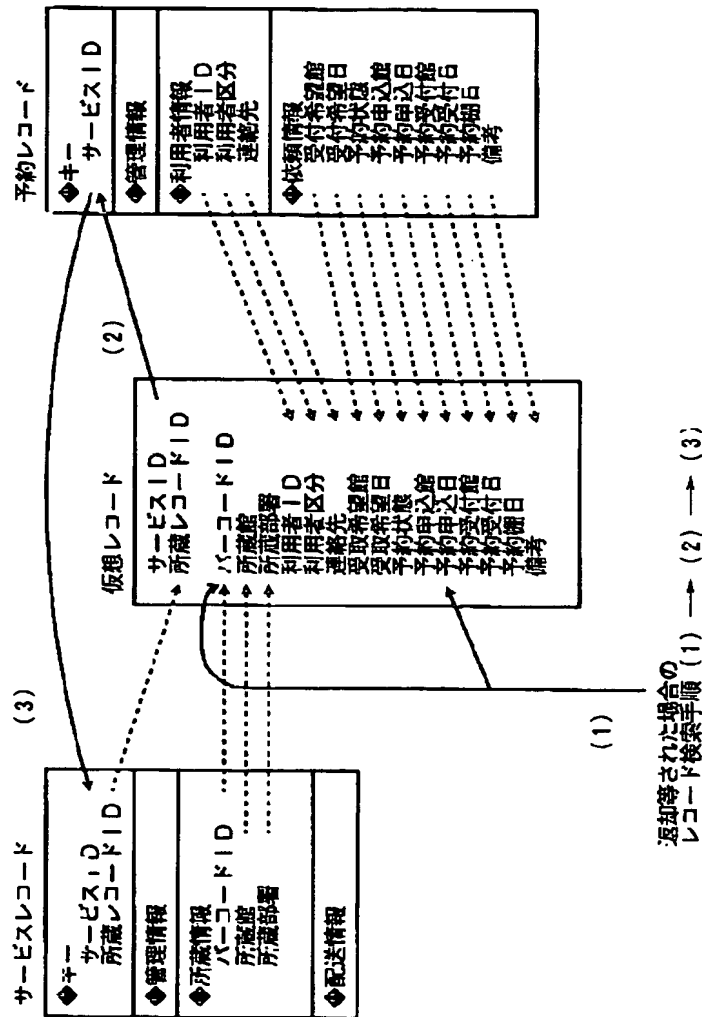 サービスレコード
◆キー
サービスID
所蔵レコードID
◆管理情報
◆所蔵情報
バーコードID
所蔵館
所蔵部署
◆配送情報
(3)
仮想レコード
サービスID
所蔵レコードID
バーコードID
所蔵館
所蔵部署
利用者ID
利用者区分
連絡先
受取希望館
受取希望日
予約状態
予約申込館
予約申込日
予約受付館
予約受付日
予約棚日
備考
(2)
予約レコード
◆キー
サービスID
◆管理情報
◆利用者情報
利用者ID
利用者区分
連絡先
◆依頼情報
受付希望館
受付希望日
予約状態
予約申込館
予約申込日
予約受付館
予約受付日
予約棚日
備考
(1)
返却等された場合の
レコード検索手順 (1) → (2) → (3)